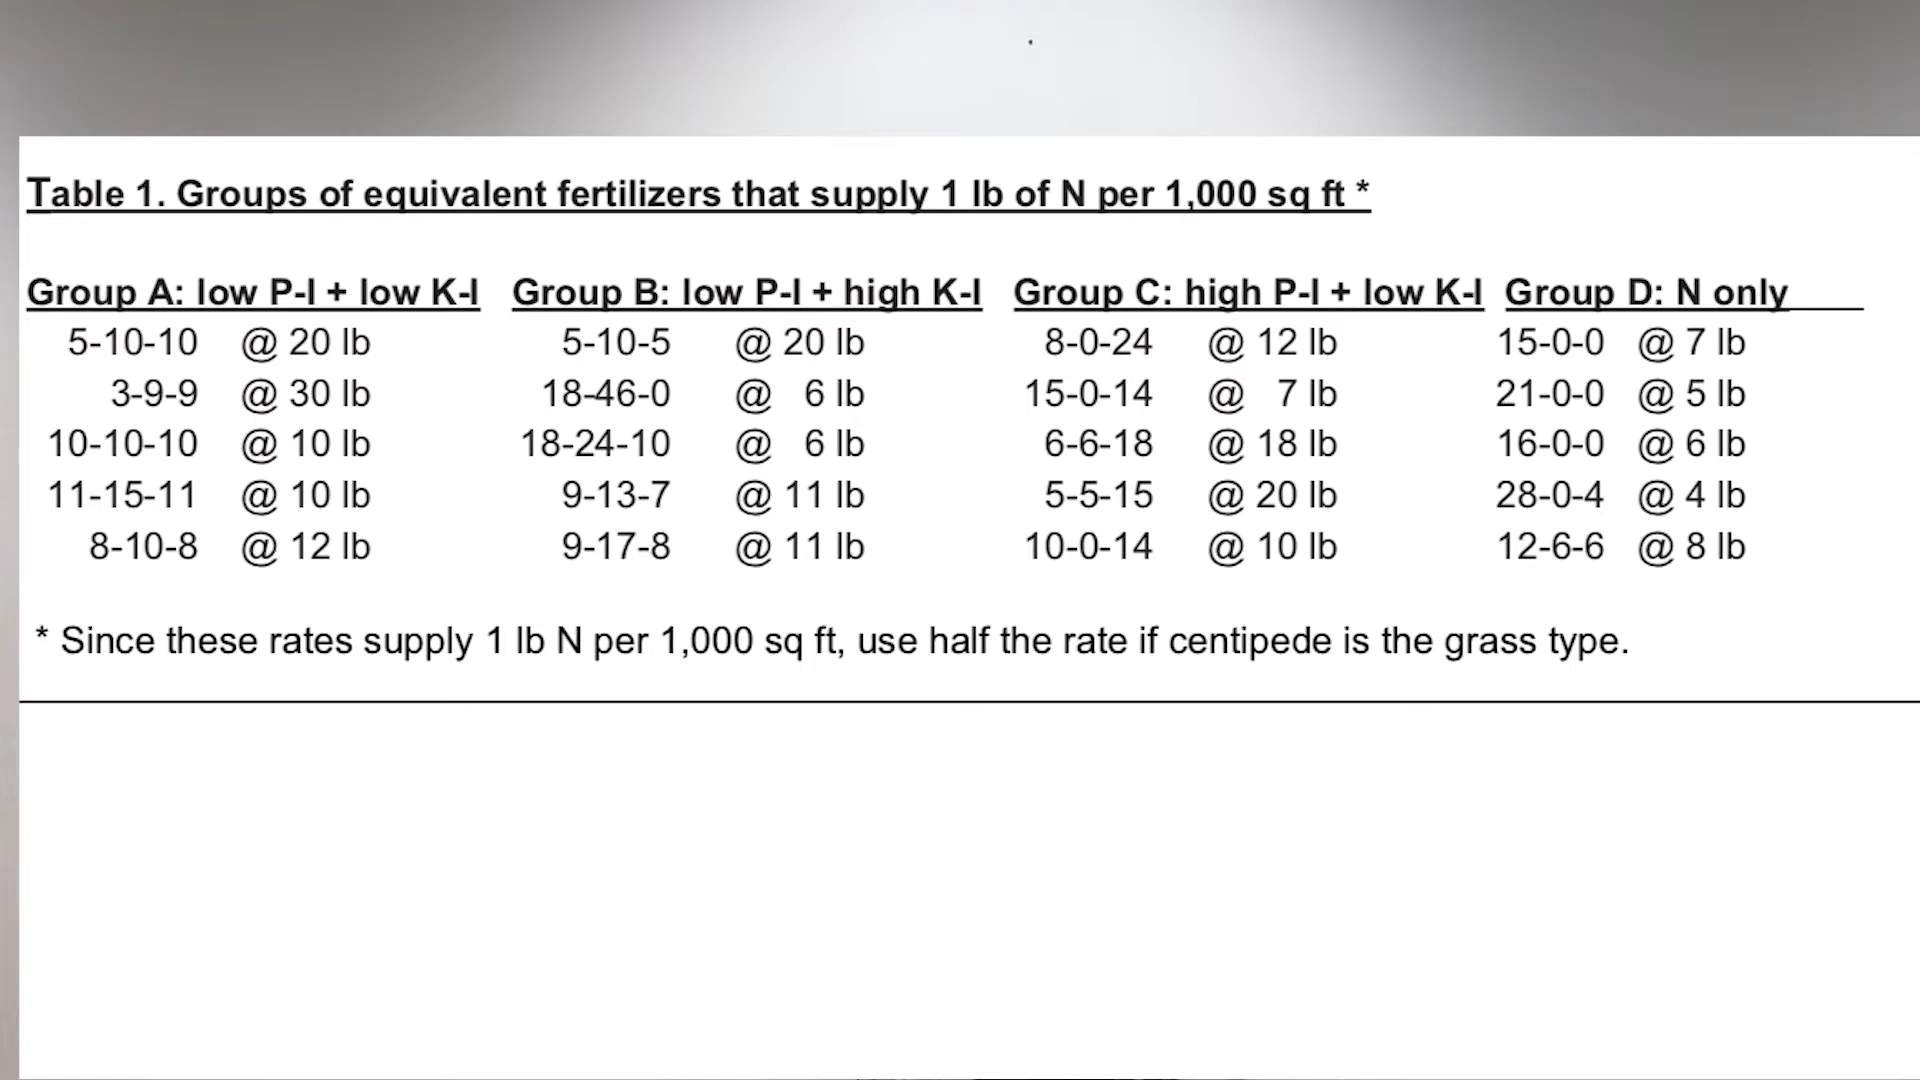 Table 1. Groups of equivalent fertilizers that supply 1 lb of N per 1,000 sq ft *
Group A: low P-I + low K-I Group B: low P-I + high K-I Group C: high P-I + low K-I Group D: N only
5-10-10 @ 20 lb 5-10-5 @ 20 lb 8-0-24 @ 12 lb 15-0-0 @ 7 lb
3-9-9 @ 30 lb 18-46-0 @ 6 lb 15-0-14 @ 7 lb 21-0-0 @ 5 lb
10-10-10 @ 10 lb 18-24-10 @ 6 lb 6-6-18 @ 18 lb 16-0-0 @ 6 lb
11-15-11 @ 10 lb 9-13-7 @ 11 lb 5-5-15 @ 20 lb 28-0-4 @ 4 lb
8-10-8 @ 12 lb 9-17-8 @ 11 lb 10-0-14 @ 10 lb 12-6-6 @ 8 lb
* Since these rates supply 1 lb N per 1,000 sq ft, use half the rate if centipede is the grass type.